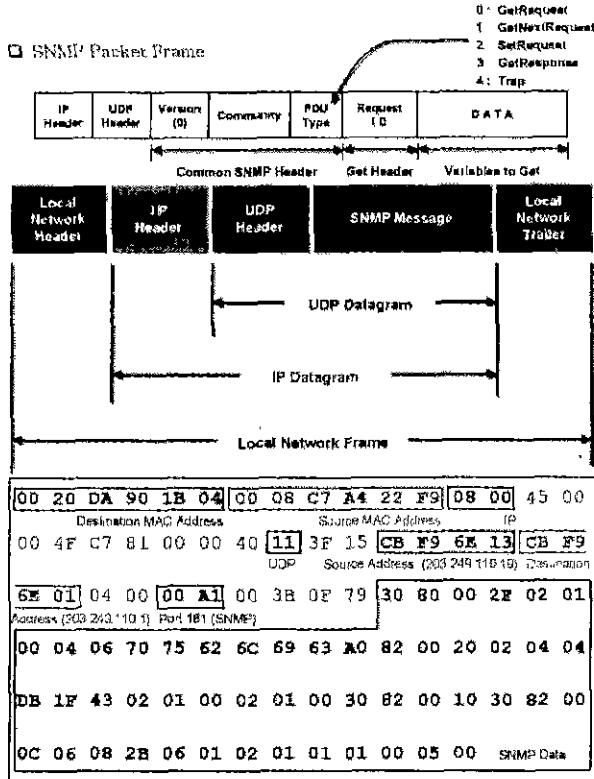 0 : GetRequest
1 GetNextRequest
2 SetRequest
3 GetResponse
4 : Trap
SNMP Packet Frame
IP Header
UDP Header
Version (0)
Community
PDU Type
Request ID
DATA
Common SNMP Header
Get Header
Variables to Get
Local Network Header
IP Header
UDP Header
SNMP Message
Local Network Trailer
UDP Datagram
IP Datagram
Local Network Frame
00 20 DA 90 1B 04 00 08 C7 A4 22 F9 08 00 45 00
Destination MAC Address Source MAC Address IP
00 4F C7 81 00 00 40 11 3F 15 CB F9 6E 13 CB F9
UDP Source Address (203 249 110 19) Destination
6E 01 04 00 00 A1 00 3B 0F 79 30 80 00 2F 02 01
Address (203 243 110 1) Port 161 (SNMP)
00 04 06 70 75 62 6C 69 63 A0 82 00 20 02 04 04
DB 1F 43 02 01 00 02 01 00 30 82 00 10 30 82 00
0C 06 08 2B 06 01 02 01 01 01 00 05 00 SNMP Data